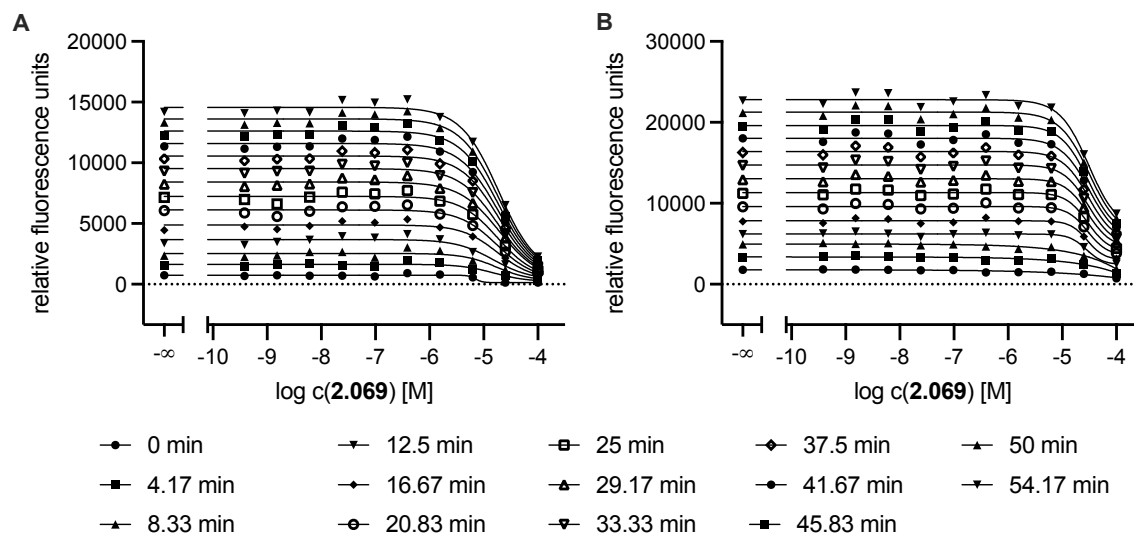 A
B
20000
15000
10000
5000
0
relative fluorescence units
-∞
-10
-9
-8
-7
-6
-5
-4
log c(2.069) [M]
30000
20000
10000
0
relative fluorescence units
-∞
-10
-9
-8
-7
-6
-5
-4
log c(2.069) [M]
0 min
12.5 min
25 min
37.5 min
50 min
4.17 min
16.67 min
29.17 min
41.67 min
54.17 min
8.33 min
20.83 min
33.33 min
45.83 min